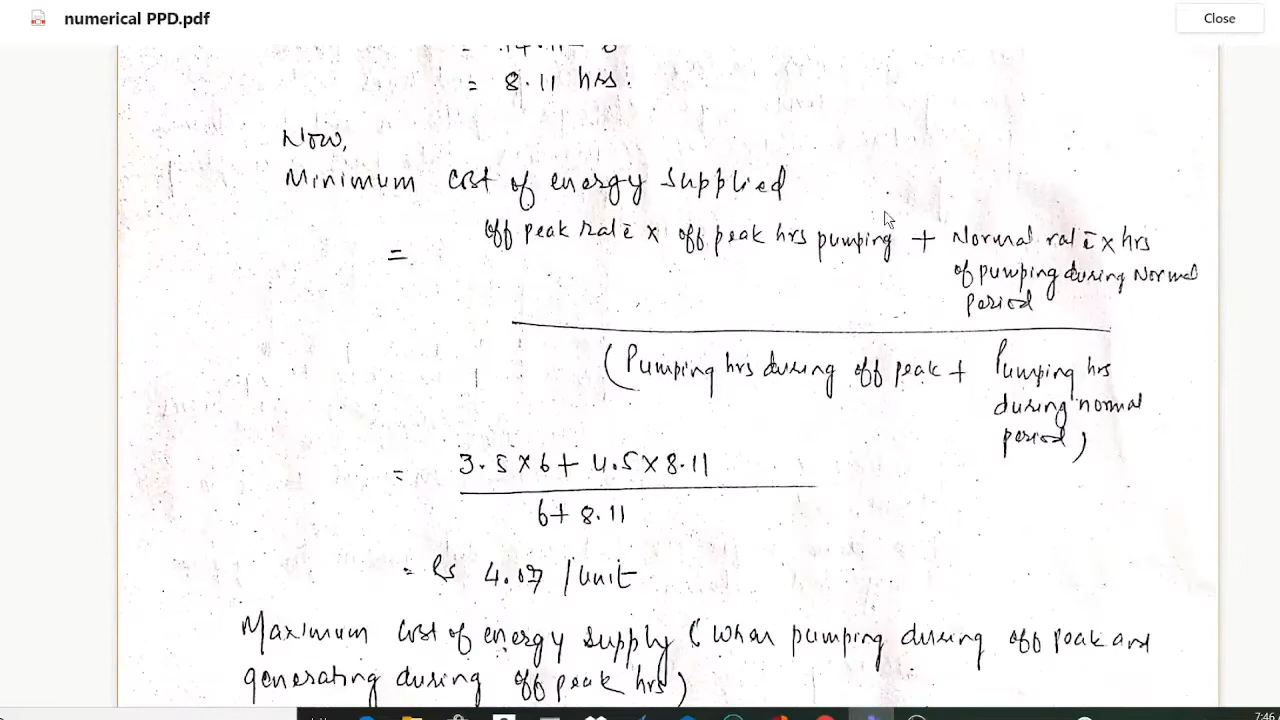 numerical PPD.pdf
Close
= 8.11 hrs.
Now,
Minimum cost of energy supplied
= off peak rate × off peak hrs pumping + Normal rate × hrs
of pumping during Normal
period
(Pumping hrs during off peak + Pumping hrs
during normal
period)
= 3.5×6+ 4.5×8.11
6+ 8.11
= Rs 4.07 /unit
Maximum cost of energy supply (when pumping during off peak and
generating during off peak hrs)
7:46